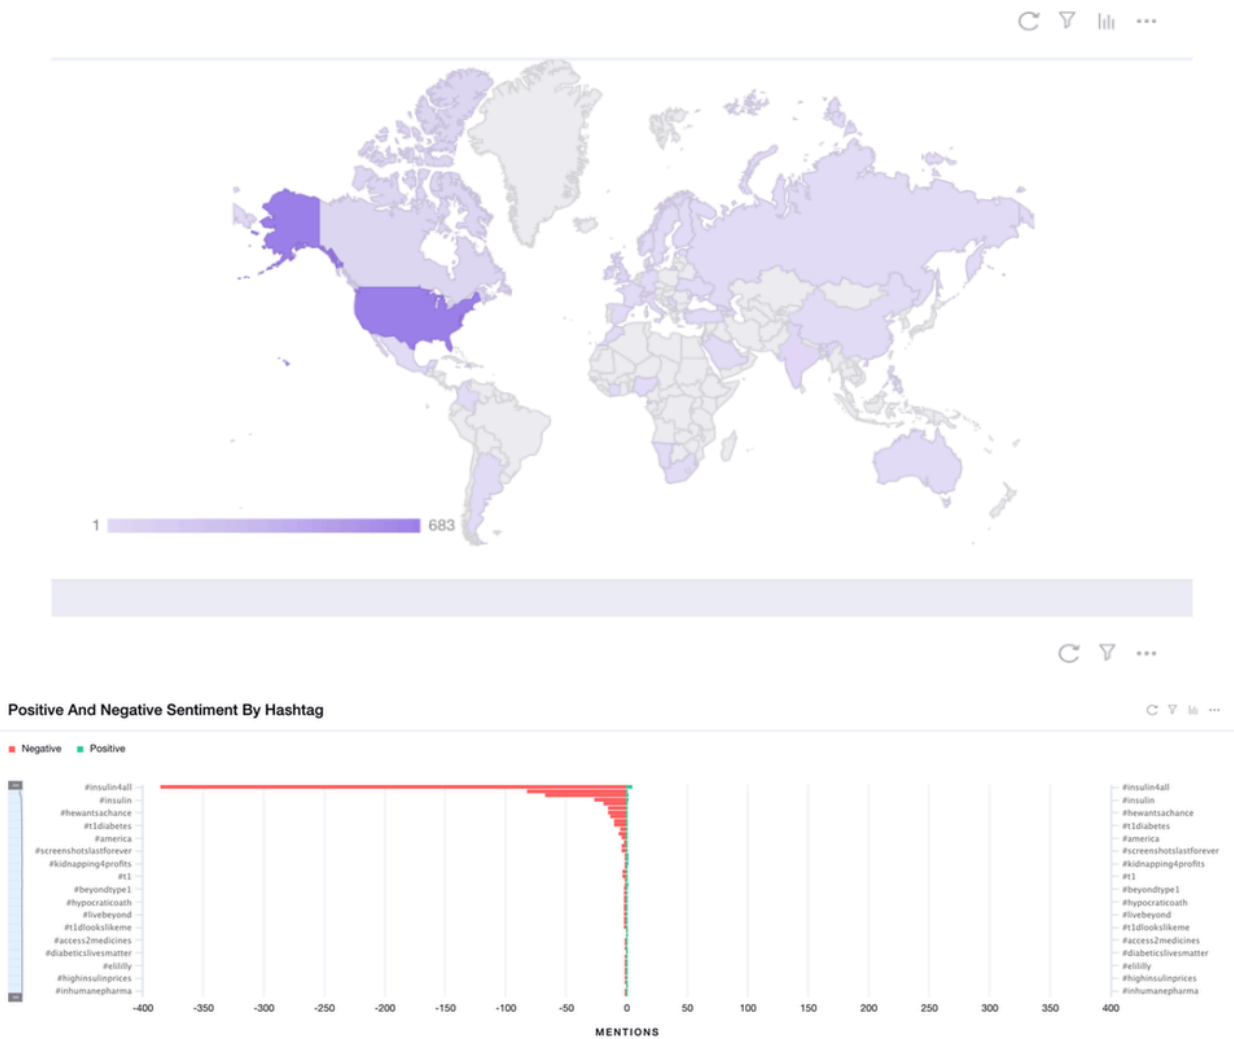 1 683
Positive And Negative Sentiment By Hashtag
Negative Positive
#insulin4all #insulin4all
#insulin #insulin
#hewantsachance #hewantsachance
#t1diabetes #t1diabetes
#america #america
#screenshotslastforever #screenshotslastforever
#kidnapping4profits #kidnapping4profits
#t1 #t1
#beyondtype1 #beyondtype1
#hypocraticoath #hypocraticoath
#livebeyond #livebeyond
#t1dlookslikeme #t1dlookslikeme
#access2medicines #access2medicines
#diabeticslivesmatter #diabeticslivesmatter
#elililly #elililly
#highinsulinprices #highinsulinprices
#inhumanepharma #inhumanepharma
-400 -350 -300 -250 -200 -150 -100 -50 0 50 100 150 200 250 300 350 400
MENTIONS